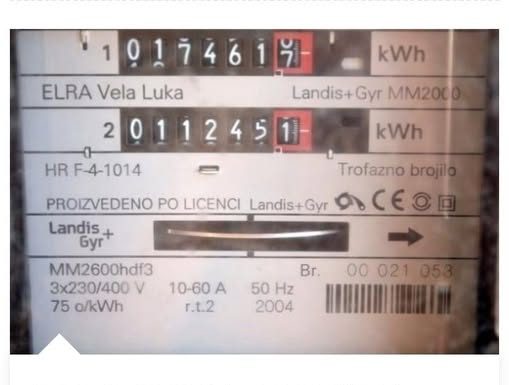 1 0174617 kWh
ELRA Vela Luka Landis+Gyr MM2000
2 0112451 kWh
HR F-4-1014 Trofazno brojilo
PROIZVEDENO PO LICENCI Landis+Gyr CE
Landis+
Gyr
MM2600hdf3 Br. 00 021 053
3x230/400 V 10-60 A 50 Hz
75 o/kWh r.t.2 2004